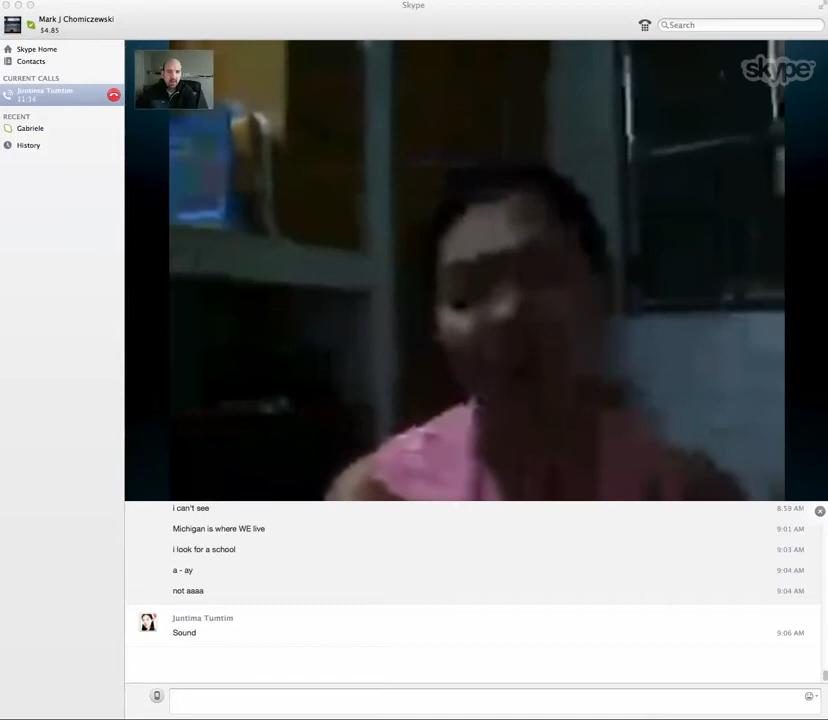 Skype
Mark J Chomiczewski
$4.85
Search
Skype Home
Contacts
CURRENT CALLS
Juntima Tumtim
11:34
RECENT
Gabriele
History
skype
i can't see 8:59 AM
Michigan is where WE live 9:01 AM
i look for a school 9:03 AM
a - ay 9:04 AM
not aaaa 9:04 AM
Juntima Tumtim
Sound 9:06 AM